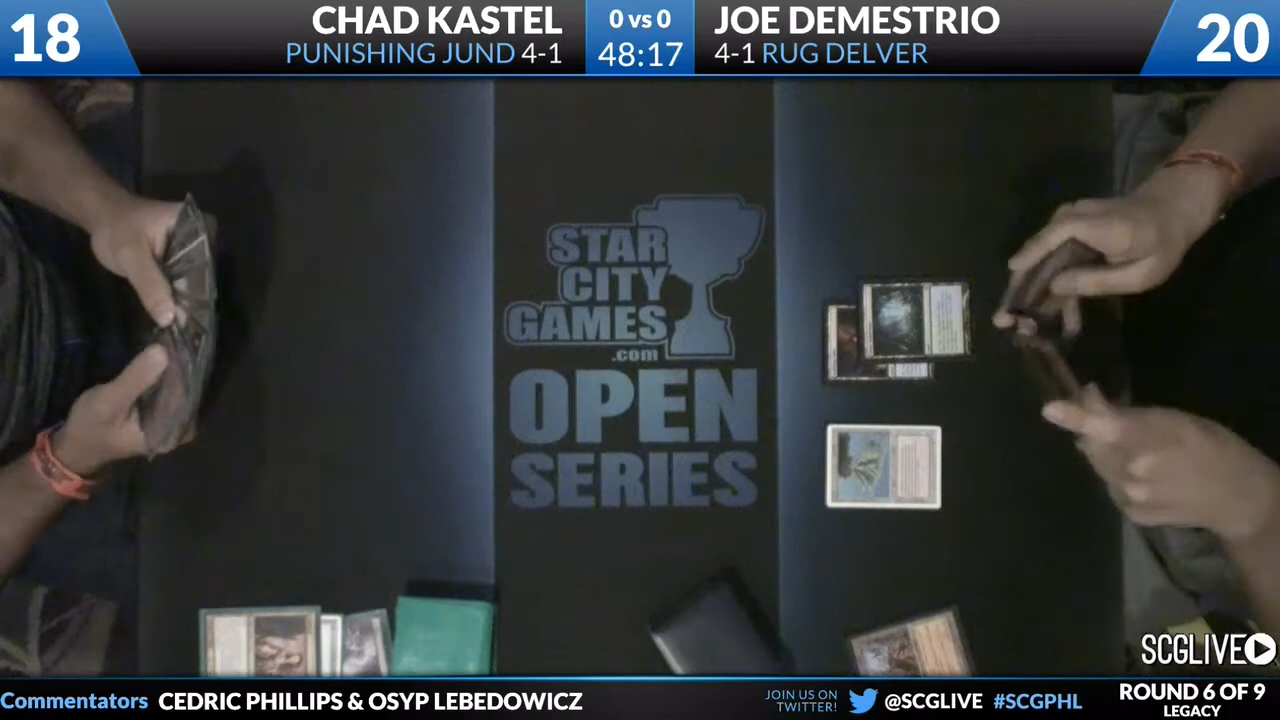 18
CHAD KASTEL
PUNISHING JUND 4-1
0 vs 0
48:17
JOE DEMESTRIO
4-1 RUG DELVER
20
STAR
CITY
GAMES
.com
OPEN
SERIES
SCGLIVE
Commentators CEDRIC PHILLIPS & OSYP LEBEDOWICZ
JOIN US ON
TWITTER!
@SCGLIVE #SCGPHL
ROUND 6 OF 9
LEGACY